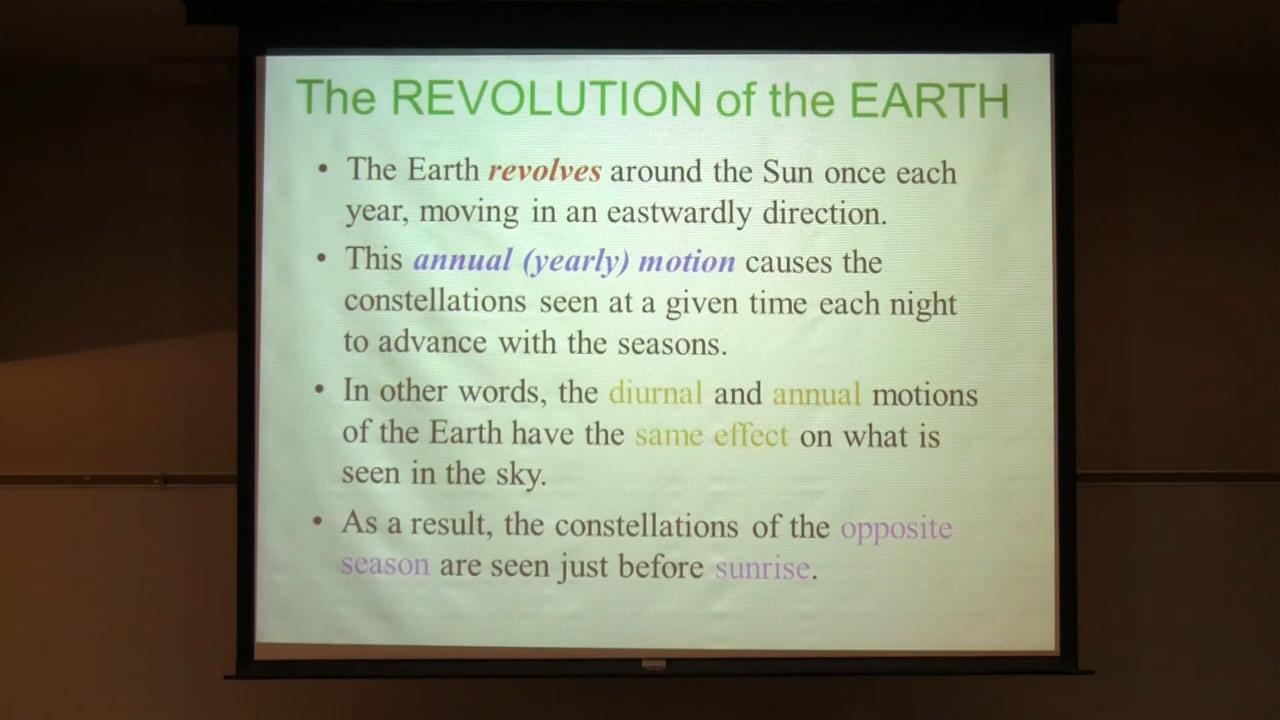 The REVOLUTION of the EARTH
• The Earth revolves around the Sun once each
year, moving in an eastwardly direction.
• This annual (yearly) motion causes the
constellations seen at a given time each night
to advance with the seasons.
• In other words, the diurnal and annual motions
of the Earth have the same effect on what is
seen in the sky.
• As a result, the constellations of the opposite
season are seen just before sunrise.